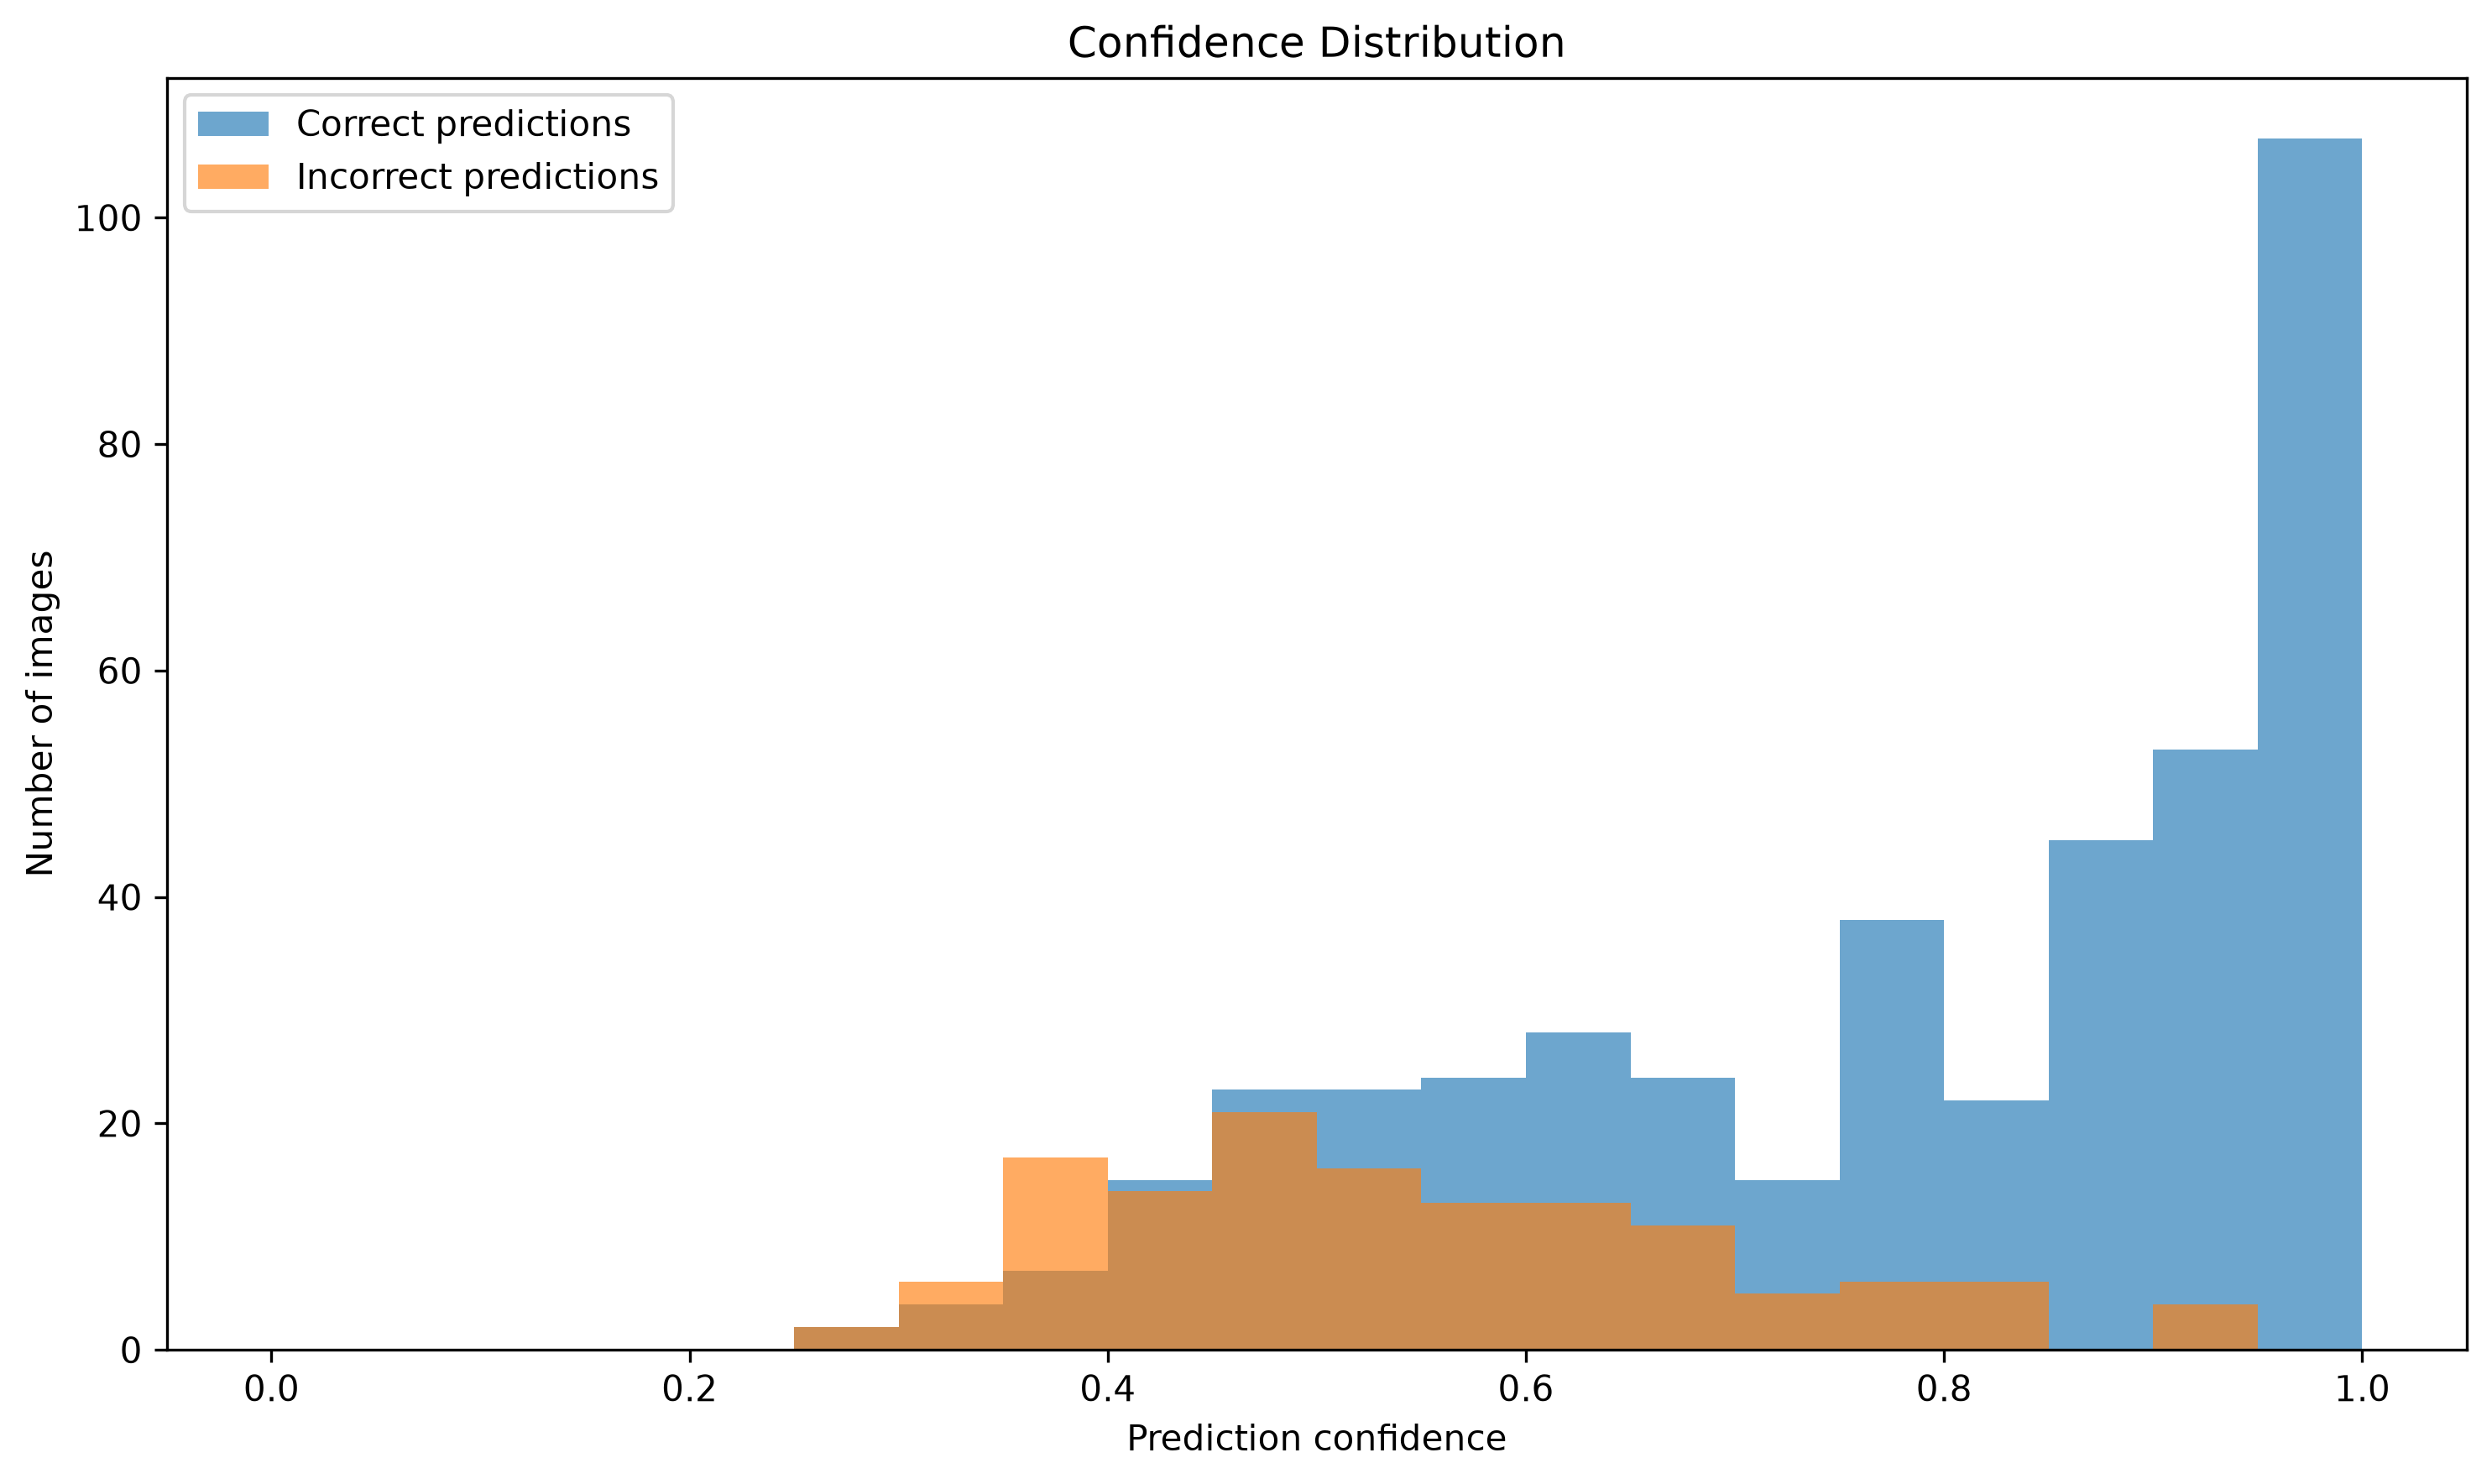 Confidence Distribution
Correct predictions
Incorrect predictions
Number of images
100
80
60
40
20
0
0.0 0.2 0.4 0.6 0.8 1.0
Prediction confidence